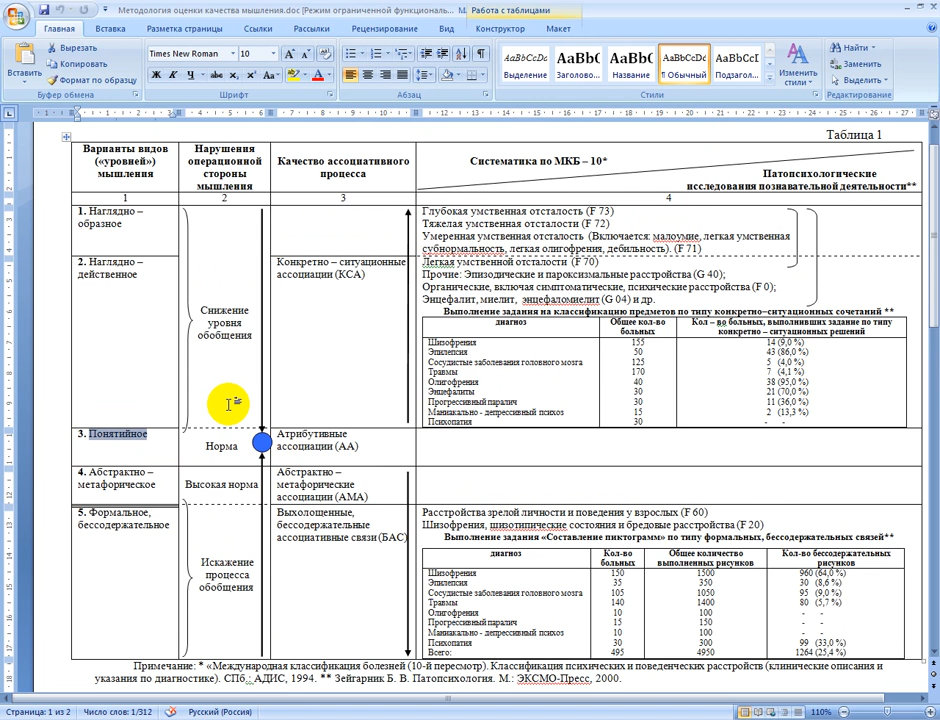 Методология оценки качества мышления.doc [Режим ограниченной функциональ...
Работа с таблицами
Главная Вставка Разметка страницы Ссылки Рассылки Рецензирование Вид Конструктор Макет
Вставить
Вырезать
Копировать
Формат по образцу
Буфер обмена
Times New Roman 10
Ж К Ч abc x₂ x² Aa
Шрифт
Абзац
AaBbCcDc AaBbC AaBbC AaBbCcDc AaBbCcI
Выделение Заголово... Название ¶ Обычный Подзагол...
Стили
Изменить стили
Найти
Заменить
Выделить
Редактирование
Таблица 1
Варианты видов («уровней») мышления
Нарушения операционной стороны мышления
Качество ассоциативного процесса
Систематика по МКБ – 10*
Патопсихологические исследования познавательной деятельности**
1 2 3 4
1. Наглядно – образное
Глубокая умственная отсталость (F 73)
Тяжелая умственная отсталости (F 72)
Умеренная умственная отсталость (Включается: малоумие, легкая умственная
субнормальность, легкая олигофрения, дебильность). (F 71)
2. Наглядно – действенное
Снижение уровня обобщения
Конкретно – ситуационные ассоциации (КСА)
Легкая умственной отсталости (F 70)
Прочие: Эпизодические и пароксизмальные расстройства (G 40);
Органические, включая симптоматические, психические расстройства (F 0);
Энцефалит, миелит, энцефаломиелит (G 04) и др.
Выполнение задания на классификацию предметов по типу конкретно–ситуационных сочетаний **
диагноз Общее кол-во больных Кол – во больных, выполнивших задание по типу конкретно – ситуационных решений
Шизофрения 155 14 (9,0 %)
Эпилепсия 50 43 (86,0 %)
Сосудистые заболевания головного мозга 125 5 (4,0 %)
Травмы 170 7 (4,1 %)
Олигофрения 40 38 (95,0 %)
Энцефалиты 30 21 (70,0 %)
Прогрессивный паралич 30 11 (36,0 %)
Маниакально - депрессивный психоз 15 2 (13,3 %)
Психопатия 30 - -
3. Понятийное
Норма
Атрибутивные ассоциации (АА)
4. Абстрактно – метафорическое
Высокая норма
Абстрактно – метафорические ассоциации (АМА)
5. Формальное, бессодержательное
Искажение процесса обобщения
Выхолощенные, бессодержательные ассоциативные связи (БАС)
Расстройства зрелой личности и поведения у взрослых (F 60)
Шизофрения, шизотипические состояния и бредовые расстройства (F 20)
Выполнение задания «Составление пиктограмм» по типу формальных, бессодержательных связей**
диагноз Кол-во больных Общее количество выполненных рисунков Кол-во бессодержательных рисунков
Шизофрения 150 1500 960 (64,0 %)
Эпилепсия 35 350 30 (8,6 %)
Сосудистые заболевания головного мозга 105 1050 95 (9,0 %)
Травмы 140 1400 80 (5,7 %)
Олигофрения 10 100 - -
Прогрессивный паралич 15 150 - -
Маниакально - депрессивный психоз 10 100 - -
Психопатия 30 300 99 (33,0 %)
Всего: 495 4950 1264 (25,4 %)
Примечание: * «Международная классификация болезней (10-й пересмотр). Классификация психических и поведенческих расстройств (клинические описания и
указания по диагностике). СПб.: АДИС, 1994. ** Зейгарник Б. В. Патопсихология. М.: ЭКСМО-Пресс, 2000.
Страница: 1 из 2 Число слов: 1/312 Русский (Россия) 110%